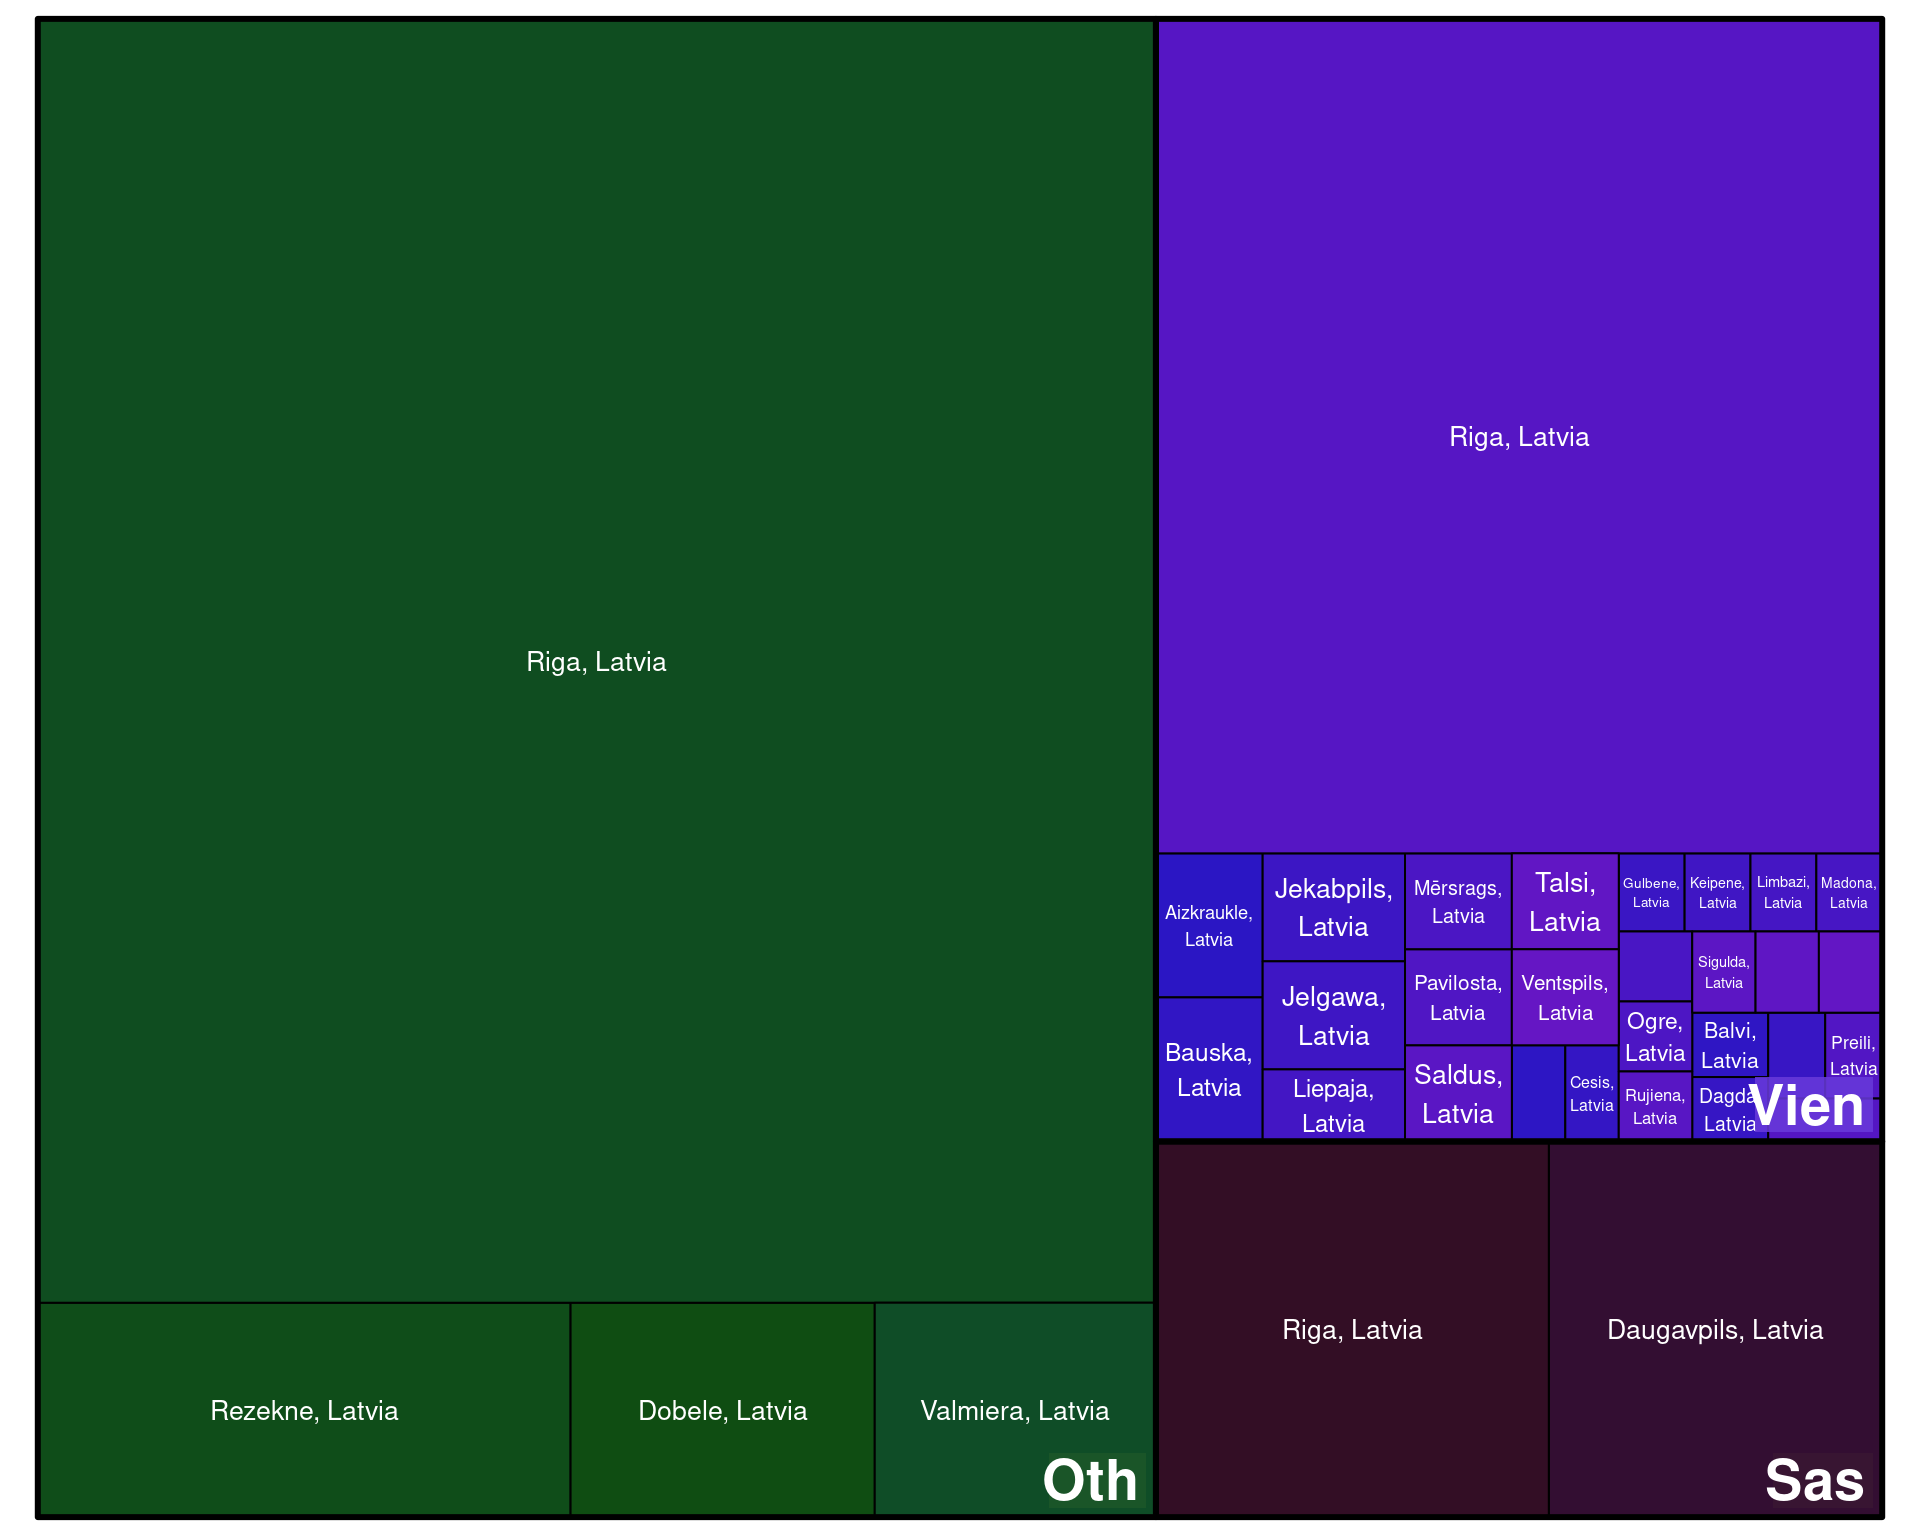 Riga, Latvia
Rezekne, Latvia
Dobele, Latvia
Valmiera, Latvia
Oth
Riga, Latvia
Aizkraukle,
Latvia
Bauska,
Latvia
Jekabpils,
Latvia
Jelgawa,
Latvia
Liepaja,
Latvia
Mērsrags,
Latvia
Pavilosta,
Latvia
Saldus,
Latvia
Talsi,
Latvia
Ventspils,
Latvia
Cesis,
Latvia
Gulbene,
Latvia
Keipene,
Latvia
Limbazi,
Latvia
Madona,
Latvia
Ogre,
Latvia
Rujiena,
Latvia
Sigulda,
Latvia
Balvi,
Latvia
Dagda
Latvia
Preili,
Latvia
Vien
Riga, Latvia
Daugavpils, Latvia
Sas